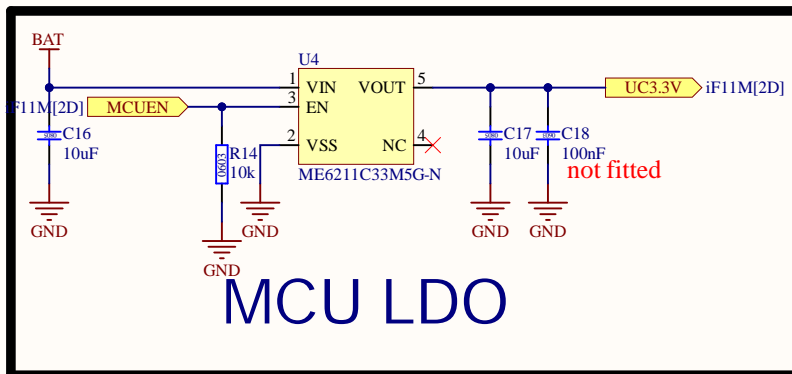 BAT
U4
1 VIN VOUT 5
UC3.3V iF11M[2D]
iF11M[2D] MCUEN
3 EN
C16
10uF
2 VSS NC 4
C17
10uF
C18
100nF
0603
R14
10k
ME6211C33M5G-N
not fitted
GND
GND
GND
GND
GND
MCU LDO